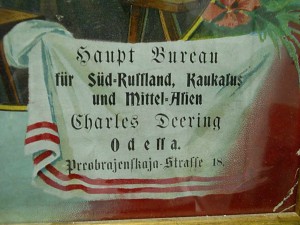 Haupt Bureau
für Süd-Ruſſland, Kaukaſus
und Mittel-Aſien
Charles Deering
Odeſſa.
Preobrajenskaja-Straſſe 18.